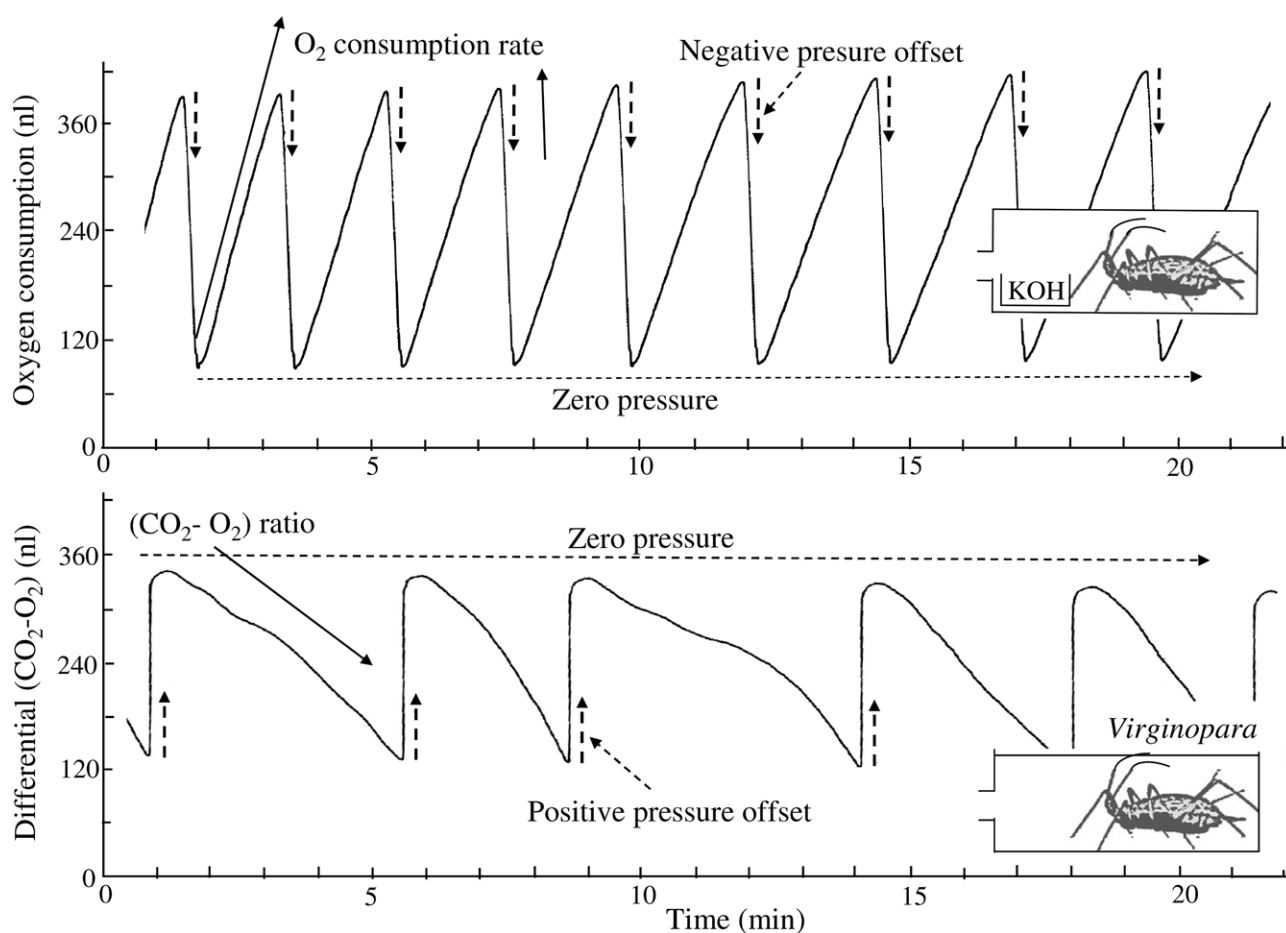 O₂ consumption rate
Negative presure offset
Oxygen consumption (nl)
360
240
120
0
KOH
Zero pressure
0 5 10 15 20
Differential (CO₂-O₂) (nl)
(CO₂- O₂) ratio
Zero pressure
360
240
120
0
Virginopara
Positive pressure offset
0 5 10 15 20
Time (min)